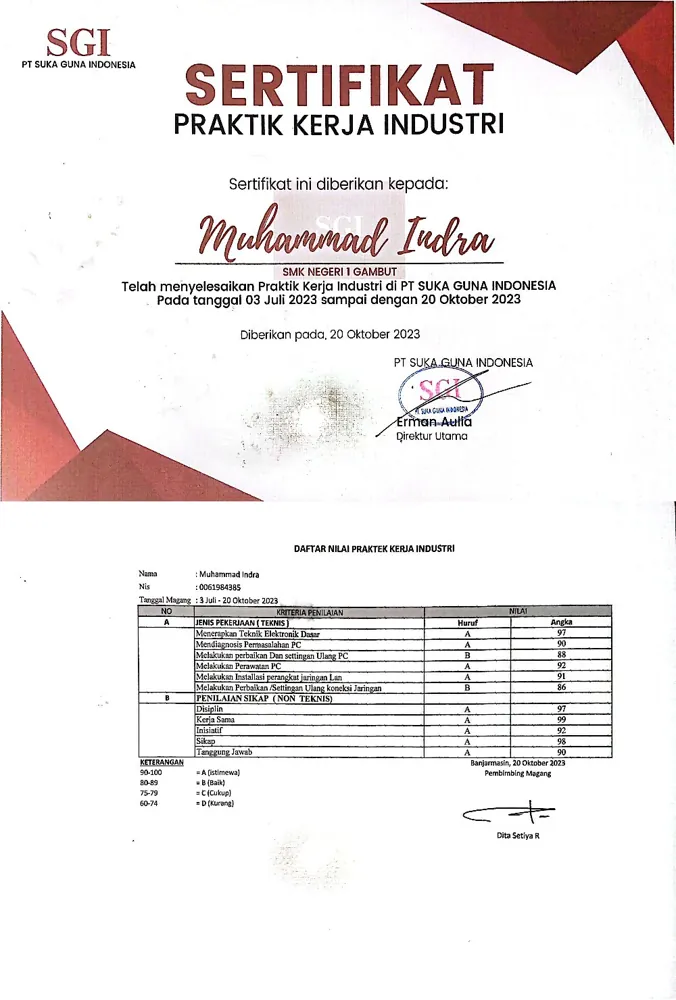 SGI
PT SUKA GUNA INDONESIA
SERTIFIKAT
PRAKTIK KERJA INDUSTRI
Sertifikat ini diberikan kepada:
SGI
Muhammad Indra
SMK NEGERI 1 GAMBUT
Telah menyelesaikan Praktik Kerja Industri di PT SUKA GUNA INDONESIA
Pada tanggal 03 Juli 2023 sampai dengan 20 Oktober 2023
Diberikan pada, 20 Oktober 2023
PT SUKA GUNA INDONESIA
SGI
PT SUKA GUNA INDONESIA
Erman Aulia
Direktur Utama
DAFTAR NILAI PRAKTEK KERJA INDUSTRI
Nama : Muhammad Indra
Nis : 0061984385
Tanggal Magang : 3 Juli - 20 Oktober 2023
NO KRITERIA PENILAIAN NILAI
A JENIS PEKERJAAN ( TEKNIS ) Huruf Angka
Menerapkan Teknik Elektronik Dasar A 97
Mendiagnosis Permasalahan PC A 90
Melakukan perbaikan Dan settingan Ulang PC B 88
Melakukan Perawatan PC A 92
Melakukan Installasi perangkat jaringan Lan A 91
Melakukan Perbaikan /Settingan Ulang koneksi Jaringan B 86
B PENILAIAN SIKAP ( NON TEKNIS)
Disiplin A 97
Kerja Sama A 99
Inisiatif A 92
Sikap A 98
Tanggung Jawab A 90
KETERANGAN Banjarmasin, 20 Oktober 2023
90-100 = A (istimewa) Pembimbing Magang
80-89 = B (Baik)
75-79 = C (Cukup)
60-74 = D (Kurang)
Dita Setiya R